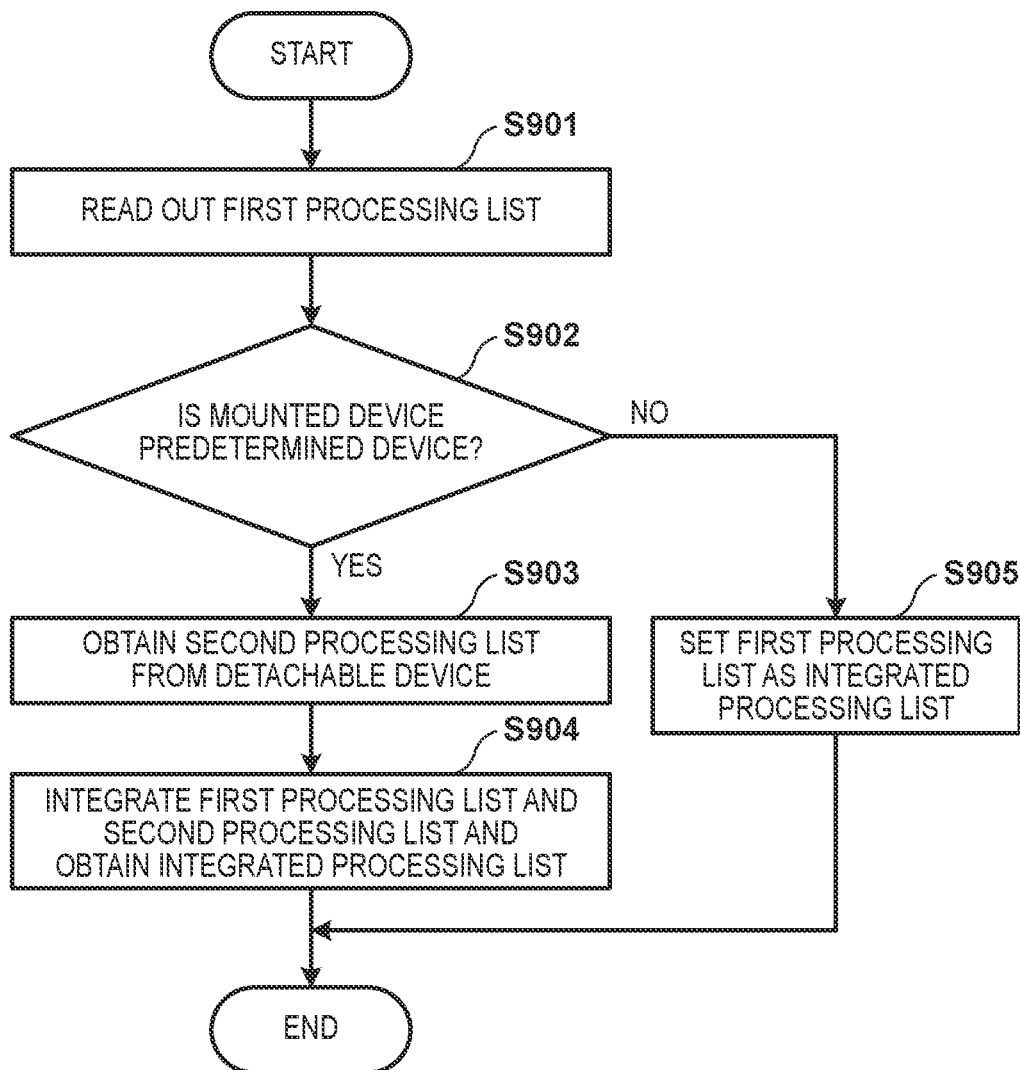 START
S901
READ OUT FIRST PROCESSING LIST
S902
IS MOUNTED DEVICE
PREDETERMINED DEVICE?
NO
YES
S903
OBTAIN SECOND PROCESSING LIST
FROM DETACHABLE DEVICE
S905
SET FIRST PROCESSING
LIST AS INTEGRATED
PROCESSING LIST
S904
INTEGRATE FIRST PROCESSING LIST AND
SECOND PROCESSING LIST AND
OBTAIN INTEGRATED PROCESSING LIST
END